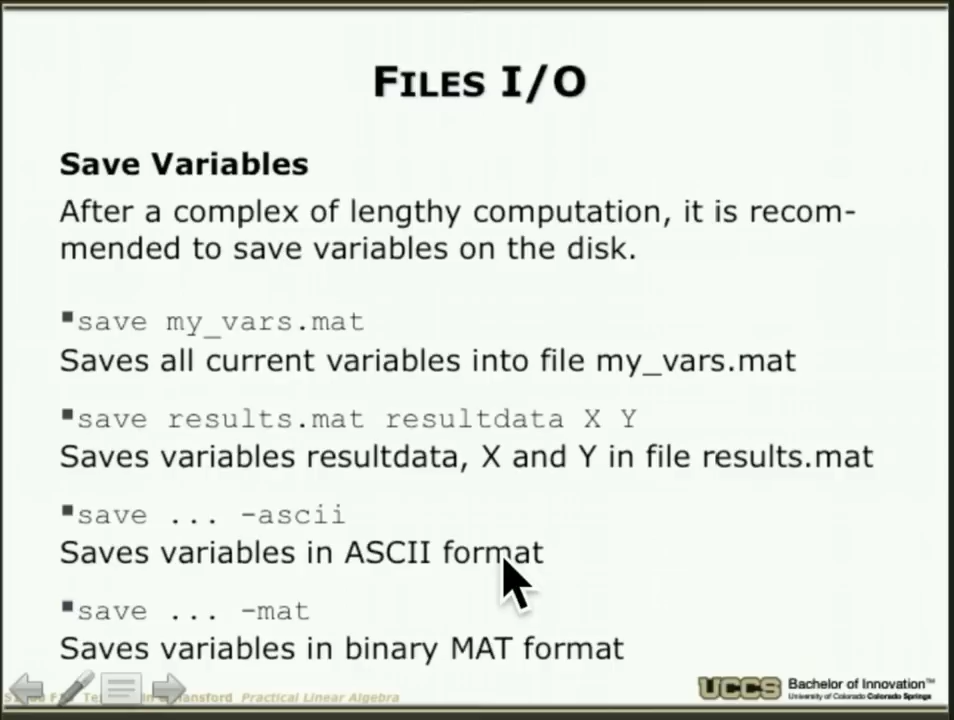 FILES I/O
Save Variables
After a complex of lengthy computation, it is recom-
mended to save variables on the disk.
save my_vars.mat
Saves all current variables into file my_vars.mat
save results.mat resultdata X Y
Saves variables resultdata, X and Y in file results.mat
save ... -ascii
Saves variables in ASCII format
save ... -mat
Saves variables in binary MAT format
Practical Linear Algebra
UCCS Bachelor of Innovation™
University of Colorado Colorado Springs